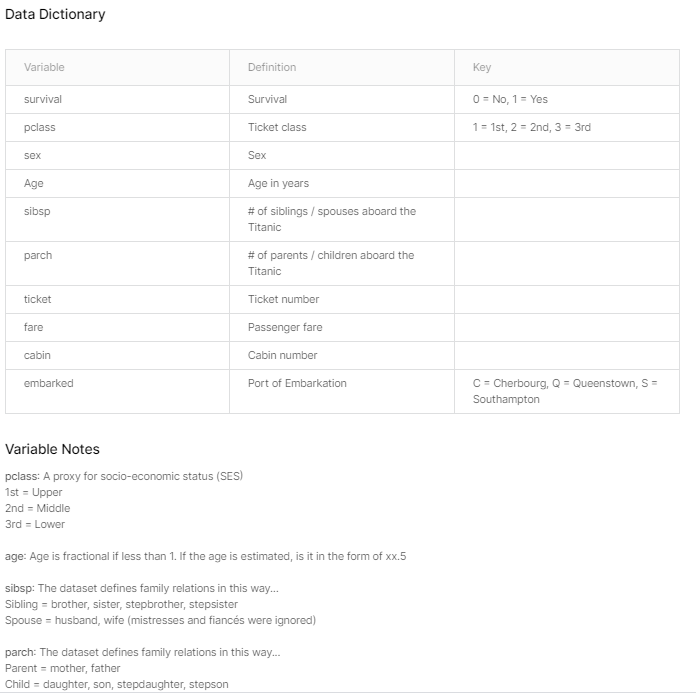 Data Dictionary
Variable Definition Key
survival Survival 0 = No, 1 = Yes
pclass Ticket class 1 = 1st, 2 = 2nd, 3 = 3rd
sex Sex
Age Age in years
sibsp # of siblings / spouses aboard the
Titanic
parch # of parents / children aboard the
Titanic
ticket Ticket number
fare Passenger fare
cabin Cabin number
embarked Port of Embarkation C = Cherbourg, Q = Queenstown, S =
Southampton
Variable Notes
pclass: A proxy for socio-economic status (SES)
1st = Upper
2nd = Middle
3rd = Lower
age: Age is fractional if less than 1. If the age is estimated, is it in the form of xx.5
sibsp: The dataset defines family relations in this way...
Sibling = brother, sister, stepbrother, stepsister
Spouse = husband, wife (mistresses and fiancés were ignored)
parch: The dataset defines family relations in this way...
Parent = mother, father
Child = daughter, son, stepdaughter, stepson